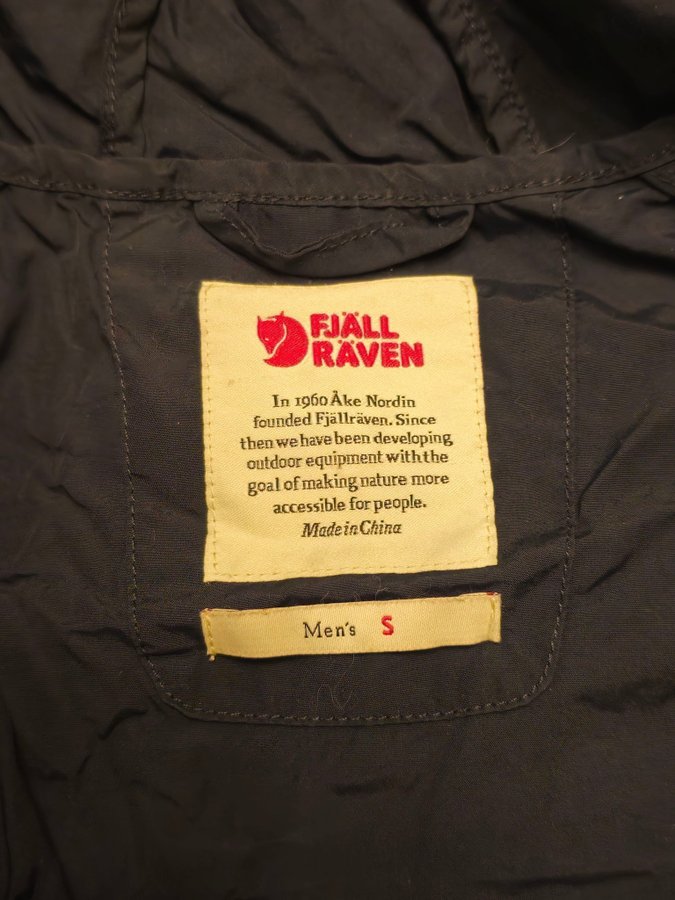 FJÄLL
RÄVEN
In 1960 Åke Nordin
founded Fjällräven. Since
then we have been developing
outdoor equipment with the
goal of making nature more
accessible for people.
Made in China
Men's S